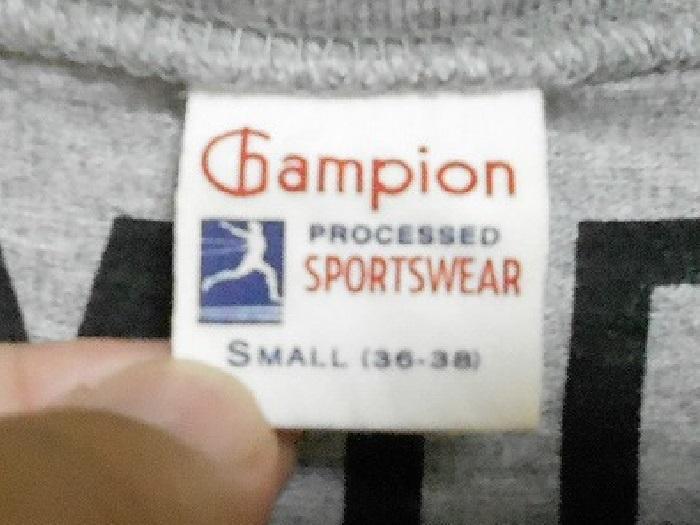 Champion
PROCESSED
SPORTSWEAR
SMALL (36-38)